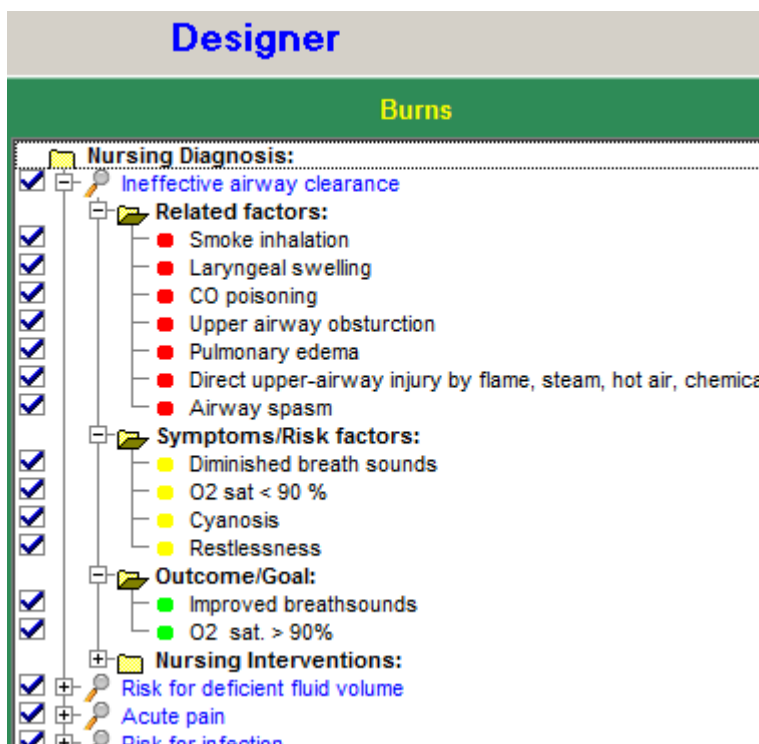 Designer
Burns
Nursing Diagnosis:
Ineffective airway clearance
Related factors:
Smoke inhalation
Laryngeal swelling
CO poisoning
Upper airway obsturction
Pulmonary edema
Direct upper-airway injury by flame, steam, hot air, chemica
Airway spasm
Symptoms/Risk factors:
Diminished breath sounds
O2 sat < 90 %
Cyanosis
Restlessness
Outcome/Goal:
Improved breathsounds
O2  sat. > 90%
Nursing Interventions:
Risk for deficient fluid volume
Acute pain
Risk for infection